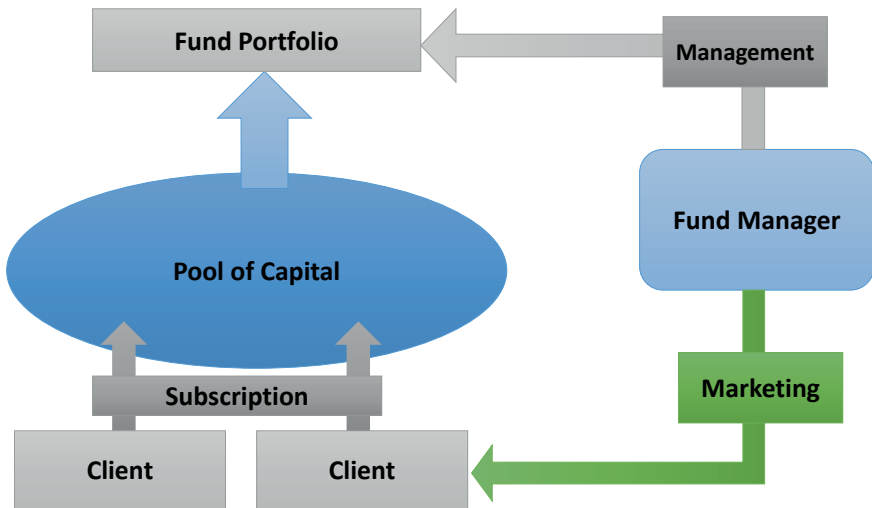 Fund Portfolio
Management
Fund Manager
Pool of Capital
Marketing
Subscription
Client
Client